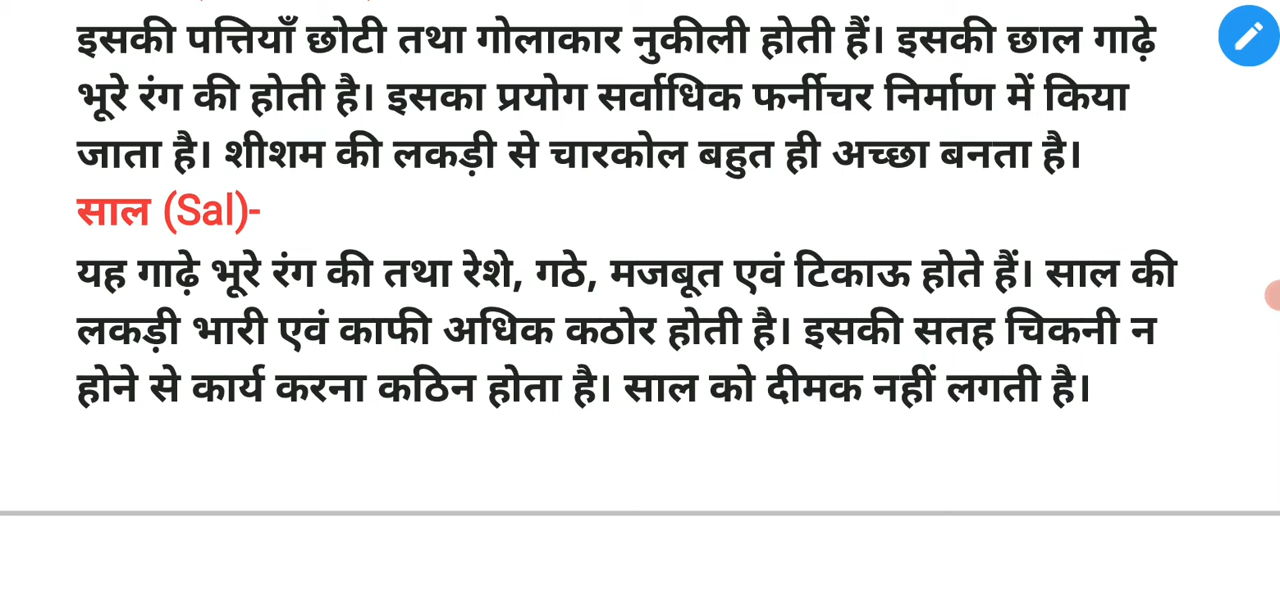 इसकी पत्तियाँ छोटी तथा गोलाकार नुकीली होती हैं। इसकी छाल गाढ़े
भूरे रंग की होती है। इसका प्रयोग सर्वाधिक फर्नीचर निर्माण में किया
जाता है। शीशम की लकड़ी से चारकोल बहुत ही अच्छा बनता है।
साल (Sal)-
यह गाढ़े भूरे रंग की तथा रेशे, गठे, मजबूत एवं टिकाऊ होते हैं। साल की
लकड़ी भारी एवं काफी अधिक कठोर होती है। इसकी सतह चिकनी न
होने से कार्य करना कठिन होता है। साल को दीमक नहीं लगती है।